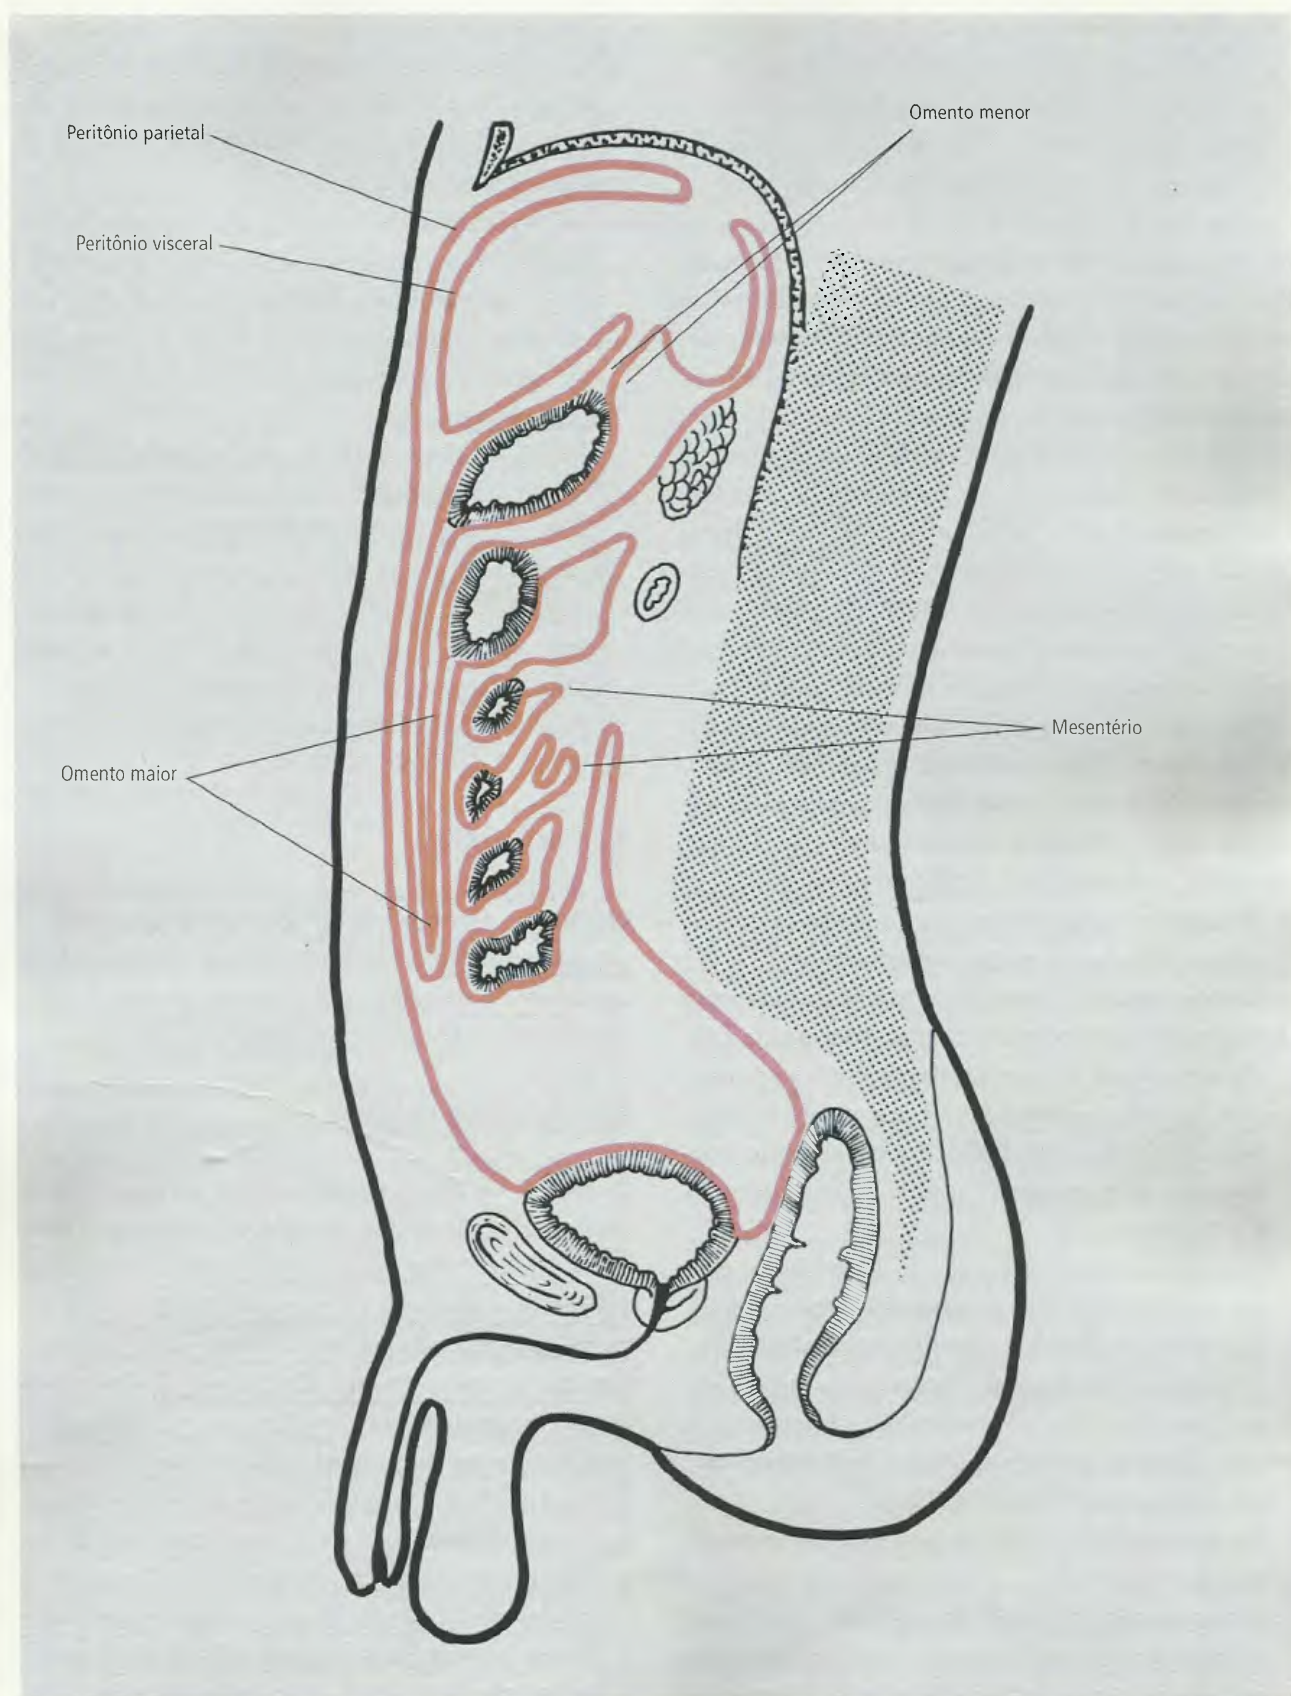 Omento menor
Peritônio parietal
Peritônio visceral
Mesentério
Omento maior